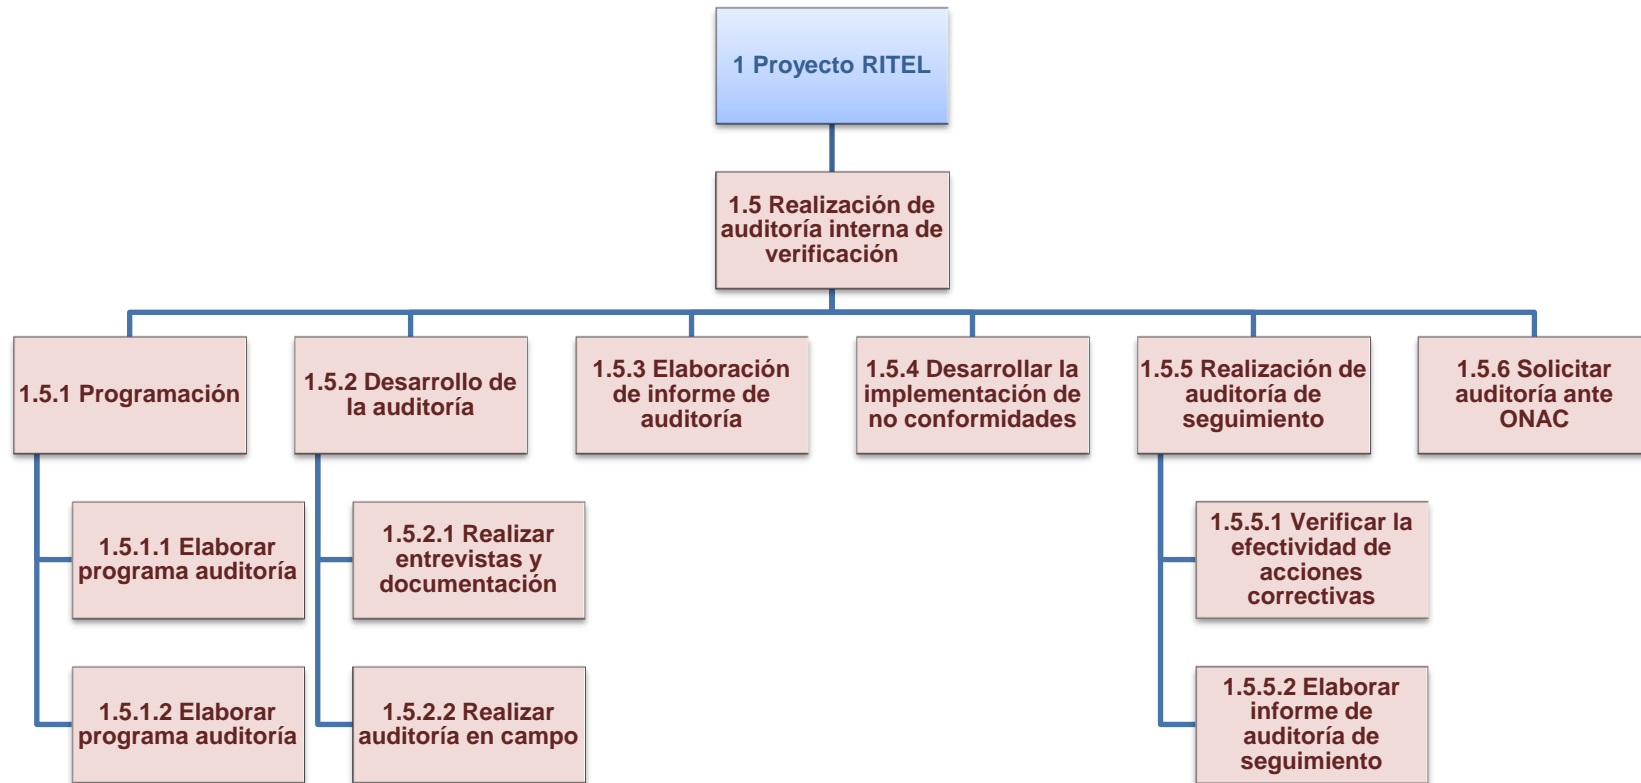 1 Proyecto RITEL
1.5 Realización de
auditoría interna de
verificación
1.5.1 Programación
1.5.2 Desarrollo de
la auditoría
1.5.3 Elaboración
de informe de
auditoría
1.5.4 Desarrollar la
implementación de
no conformidades
1.5.5 Realización de
auditoría de
seguimiento
1.5.6 Solicitar
auditoría ante
ONAC
1.5.1.1 Elaborar
programa auditoría
1.5.2.1 Realizar
entrevistas y
documentación
1.5.5.1 Verificar la
efectividad de
acciones
correctivas
1.5.1.2 Elaborar
programa auditoría
1.5.2.2 Realizar
auditoría en campo
1.5.5.2 Elaborar
informe de
auditoría de
seguimiento